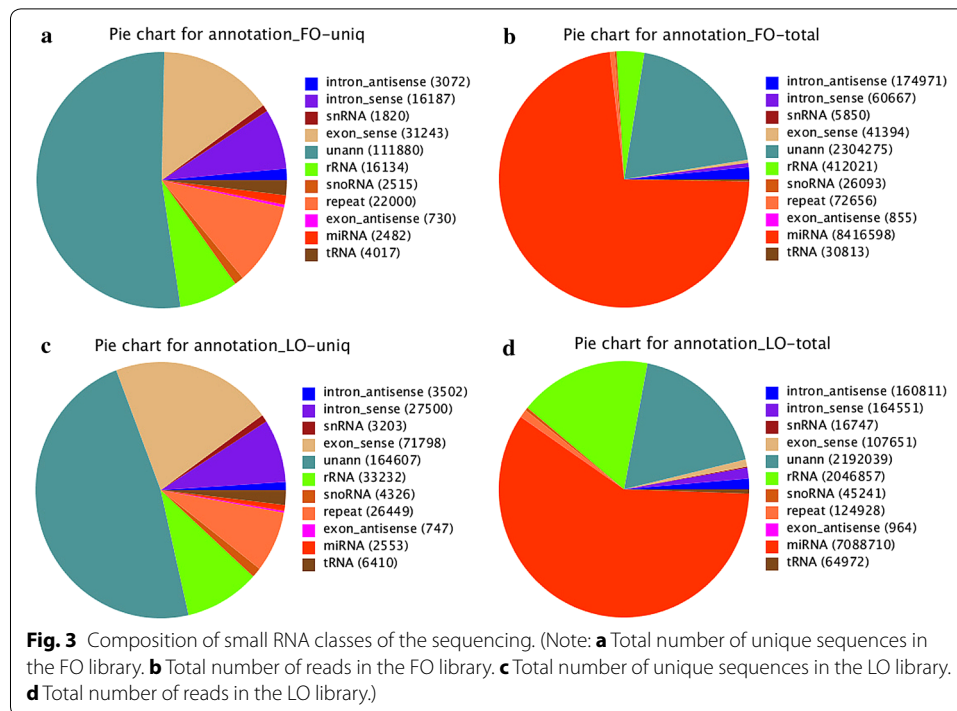 a
Pie chart for annotation_FO-uniq
intron_antisense (3072)
intron_sense (16187)
snRNA (1820)
exon_sense (31243)
unann (111880)
rRNA (16134)
snoRNA (2515)
repeat (22000)
exon_antisense (730)
miRNA (2482)
tRNA (4017)
b
Pie chart for annotation_FO-total
intron_antisense (174971)
intron_sense (60667)
snRNA (5850)
exon_sense (41394)
unann (2304275)
rRNA (412021)
snoRNA (26093)
repeat (72656)
exon_antisense (855)
miRNA (8416598)
tRNA (30813)
c
Pie chart for annotation_LO-uniq
intron_antisense (3502)
intron_sense (27500)
snRNA (3203)
exon_sense (71798)
unann (164607)
rRNA (33232)
snoRNA (4326)
repeat (26449)
exon_antisense (747)
miRNA (2553)
tRNA (6410)
d
Pie chart for annotation_LO-total
intron_antisense (160811)
intron_sense (164551)
snRNA (16747)
exon_sense (107651)
unann (2192039)
rRNA (2046857)
snoRNA (45241)
repeat (124928)
exon_antisense (964)
miRNA (7088710)
tRNA (64972)
Fig. 3 Composition of small RNA classes of the sequencing. (Note: a Total number of unique sequences in
the FO library. b Total number of reads in the FO library. c Total number of unique sequences in the LO library.
d Total number of reads in the LO library.)